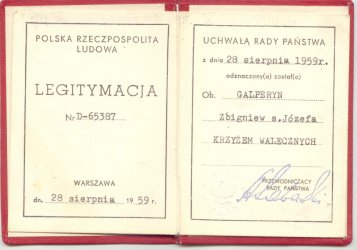 POLSKA RZECZPOSPOLITA
LUDOWA
LEGITYMACJA
Nr D-65387
WARSZAWA
dn. 28 sierpnia 1959r.
UCHWAŁĄ RADY PAŃSTWA
z dnia 28 sierpnia 1959r.
odznaczony(a) został(a)
Ob. GALPERYN
Zbigniew s.Józefa
KRZYŻEM WALECZNYCH
PRZEWODNICZĄCY
RADY PAŃSTWA